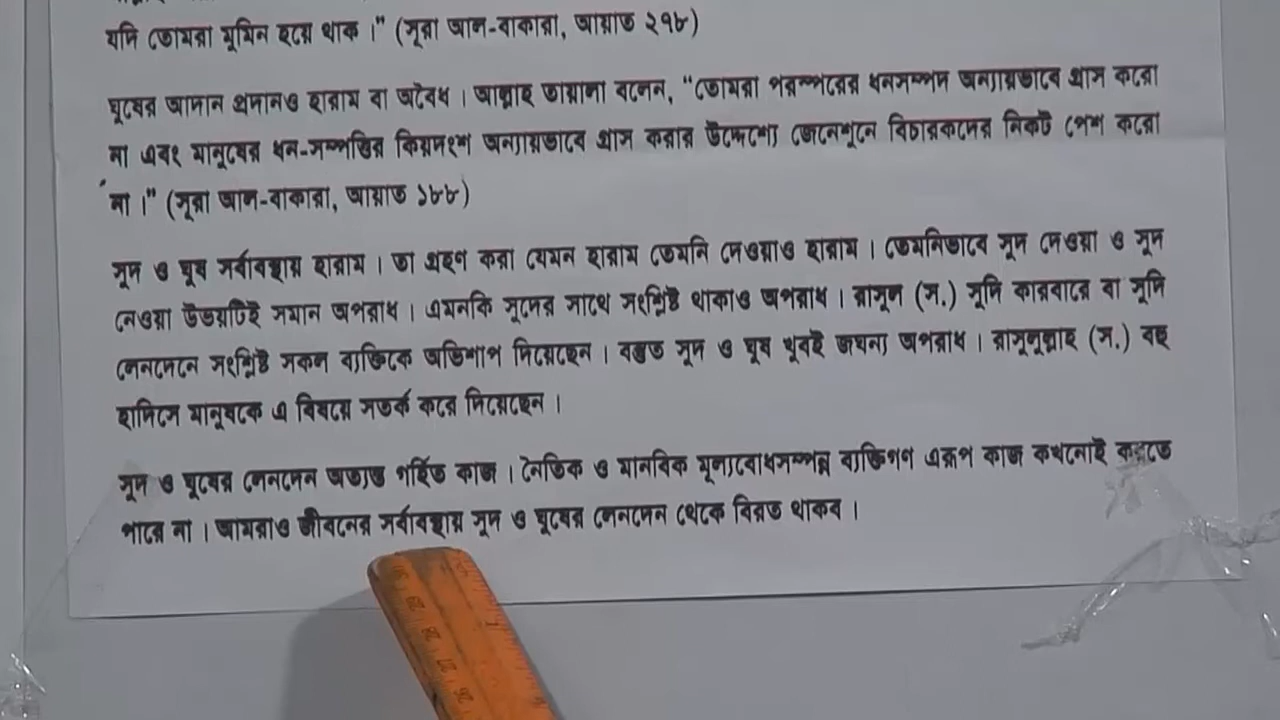 যদি তোমরা মুমিন হয়ে থাক।" (সূরা আল-বাকারা, আয়াত ২৭৮)
ঘুষের আদান প্রদানও হারাম বা অবৈধ। আল্লাহ তায়ালা বলেন, "তোমরা পরস্পরের ধনসম্পদ অন্যায়ভাবে গ্রাস করো
না এবং মানুষের ধন-সম্পত্তির কিয়দংশ অন্যায়ভাবে গ্রাস করার উদ্দেশ্যে জেনেশুনে বিচারকদের নিকট পেশ করো
না।" (সূরা আল-বাকারা, আয়াত ১৮৮)
সুদ ও ঘুষ সর্বাবস্থায় হারাম। তা গ্রহণ করা যেমন হারাম তেমনি দেওয়াও হারাম। তেমনিভাবে সুদ দেওয়া ও সুদ
নেওয়া উভয়টিই সমান অপরাধ। এমনকি সুদের সাথে সংশ্লিষ্ট থাকাও অপরাধ। রাসুল (স.) সুদি কারবারে বা সুদি
লেনদেনে সংশ্লিষ্ট সকল ব্যক্তিকে অভিশাপ দিয়েছেন। বস্তুত সুদ ও ঘুষ খুবই জঘন্য অপরাধ। রাসুলুল্লাহ (স.) বহু
হাদিসে মানুষকে এ বিষয়ে সতর্ক করে দিয়েছেন।
সুদ ও ঘুষের লেনদেন অত্যন্ত গর্হিত কাজ। নৈতিক ও মানবিক মূল্যবোধসম্পন্ন ব্যক্তিগণ এরূপ কাজ কখনোই করতে
পারে না। আমরাও জীবনের সর্বাবস্থায় সুদ ও ঘুষের লেনদেন থেকে বিরত থাকব।